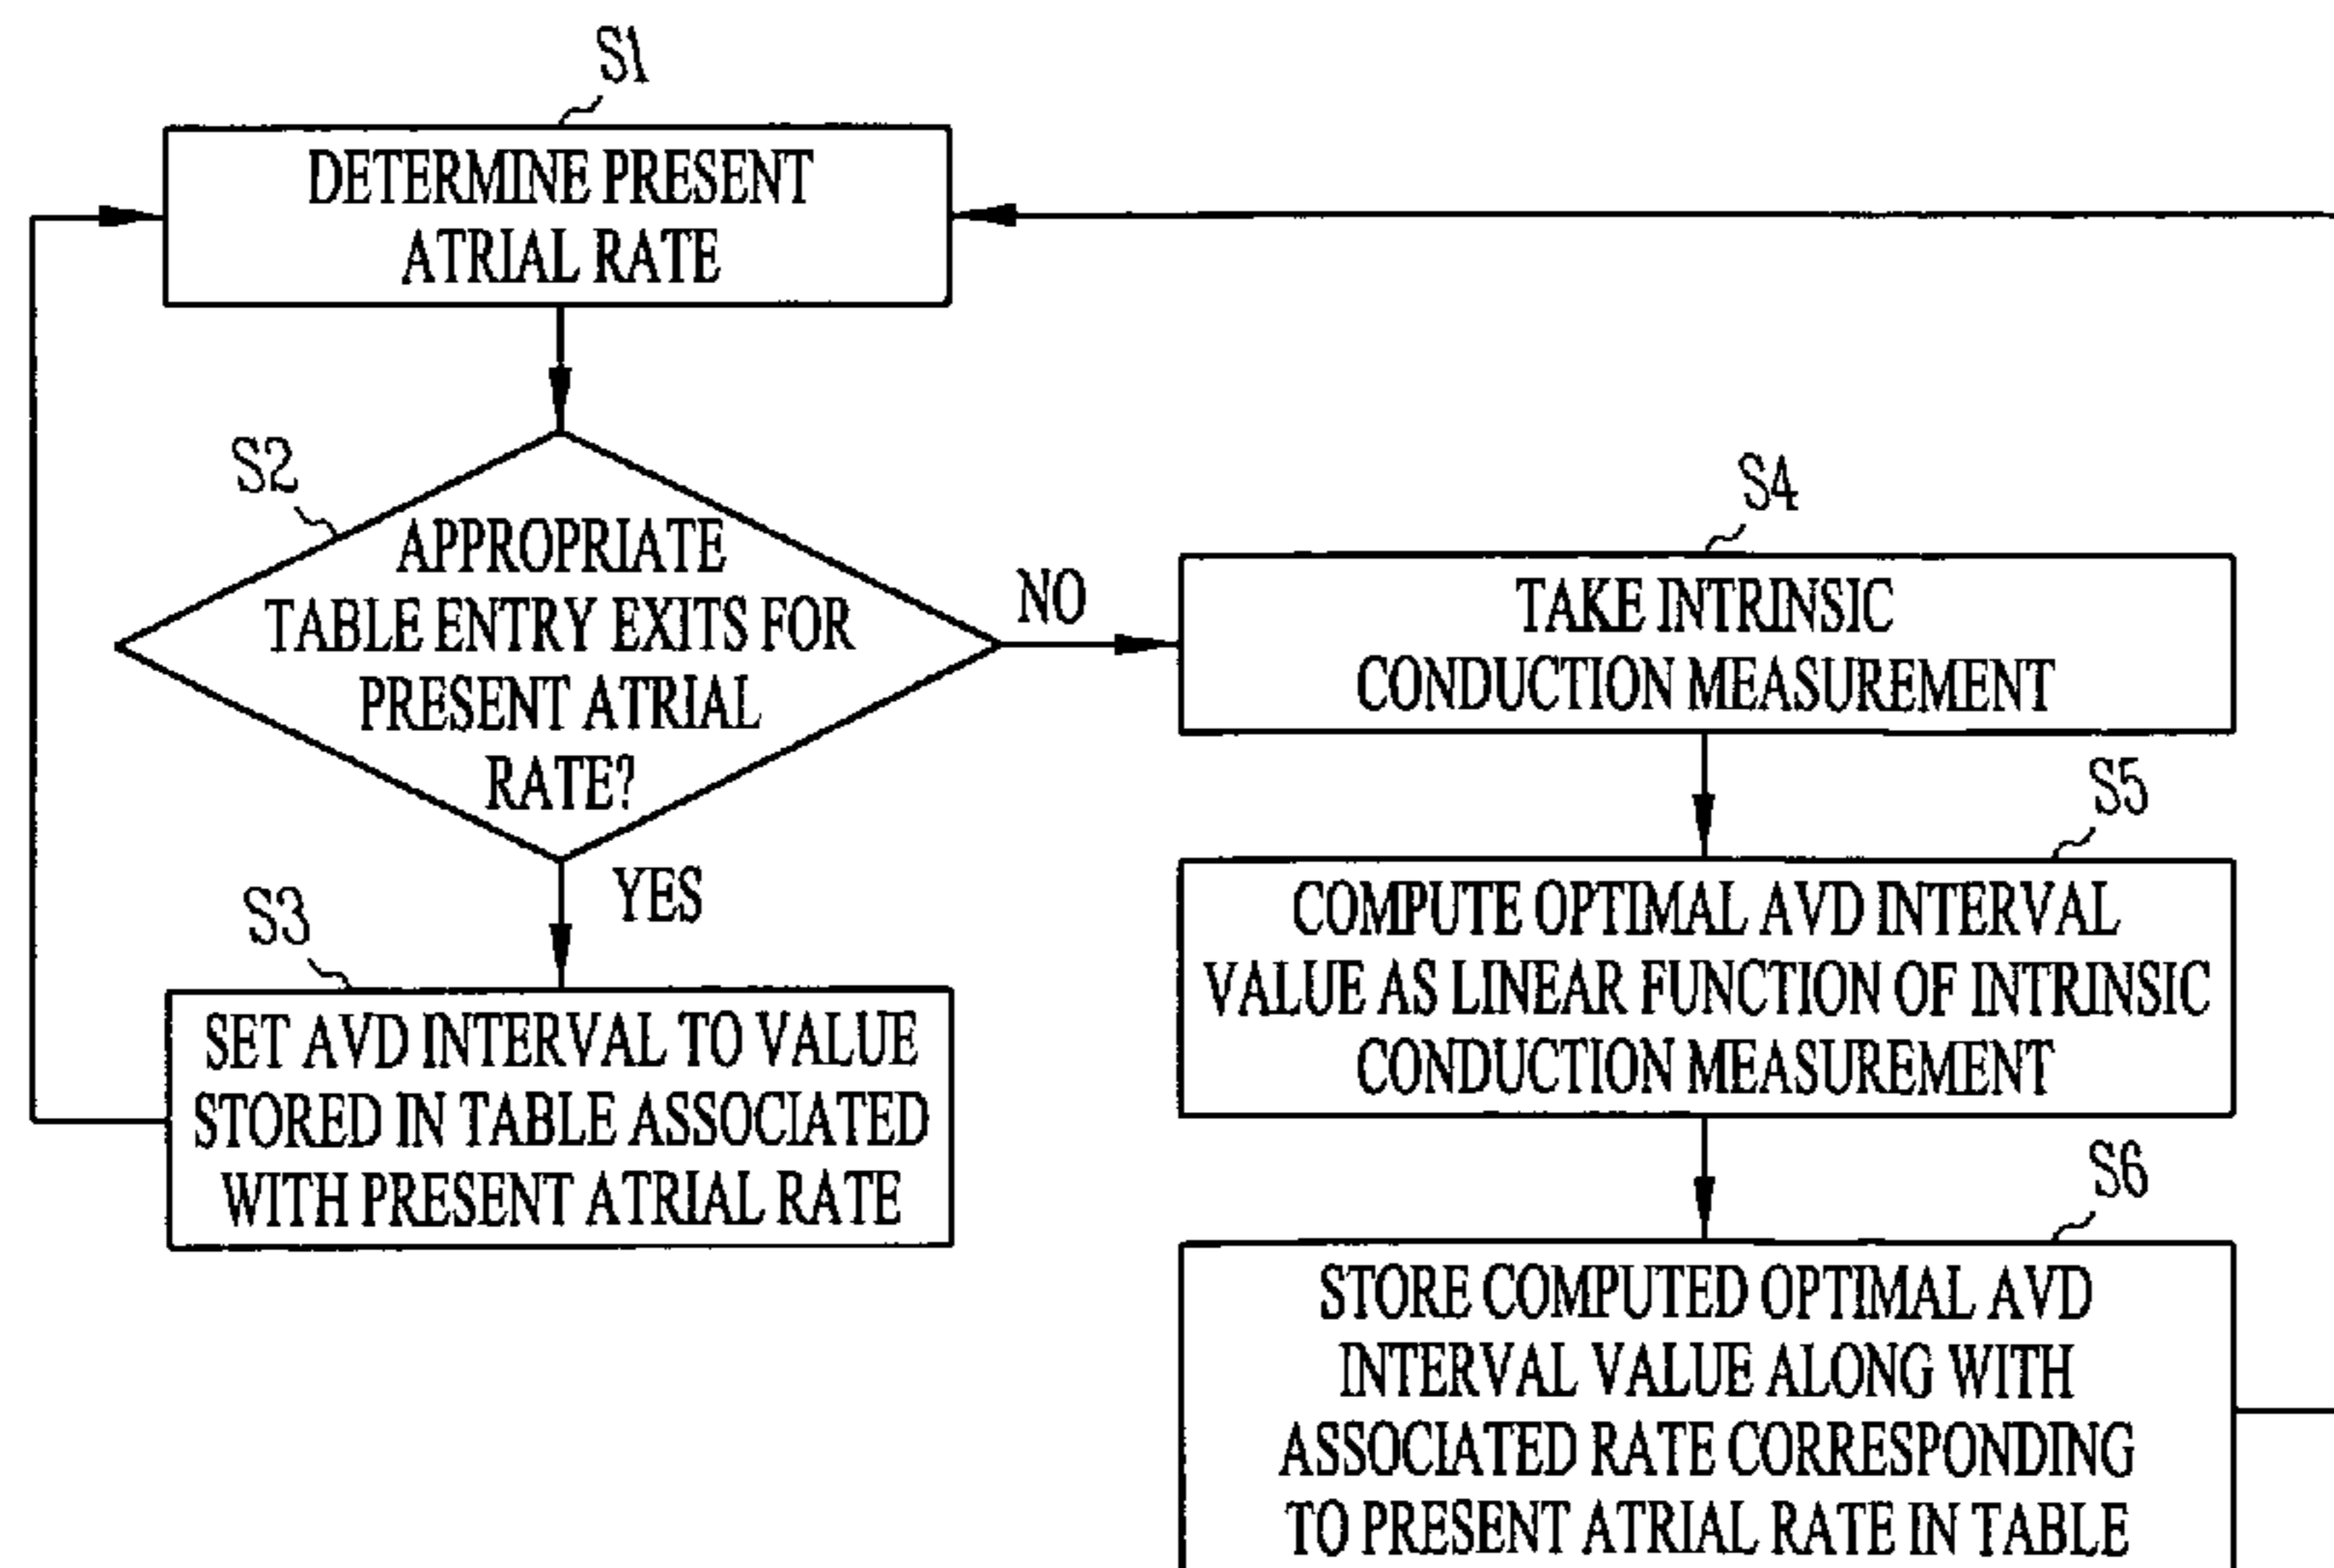 S1
DETERMINE PRESENT
ATRIAL RATE
S2
APPROPRIATE
TABLE ENTRY EXITS FOR
PRESENT ATRIAL
RATE?
NO
YES
S3
SET AVD INTERVAL TO VALUE
STORED IN TABLE ASSOCIATED
WITH PRESENT ATRIAL RATE
S4
TAKE INTRINSIC
CONDUCTION MEASUREMENT
S5
COMPUTE OPTIMAL AVD INTERVAL
VALUE AS LINEAR FUNCTION OF INTRINSIC
CONDUCTION MEASUREMENT
S6
STORE COMPUTED OPTIMAL AVD
INTERVAL VALUE ALONG WITH
ASSOCIATED RATE CORRESPONDING
TO PRESENT ATRIAL RATE IN TABLE